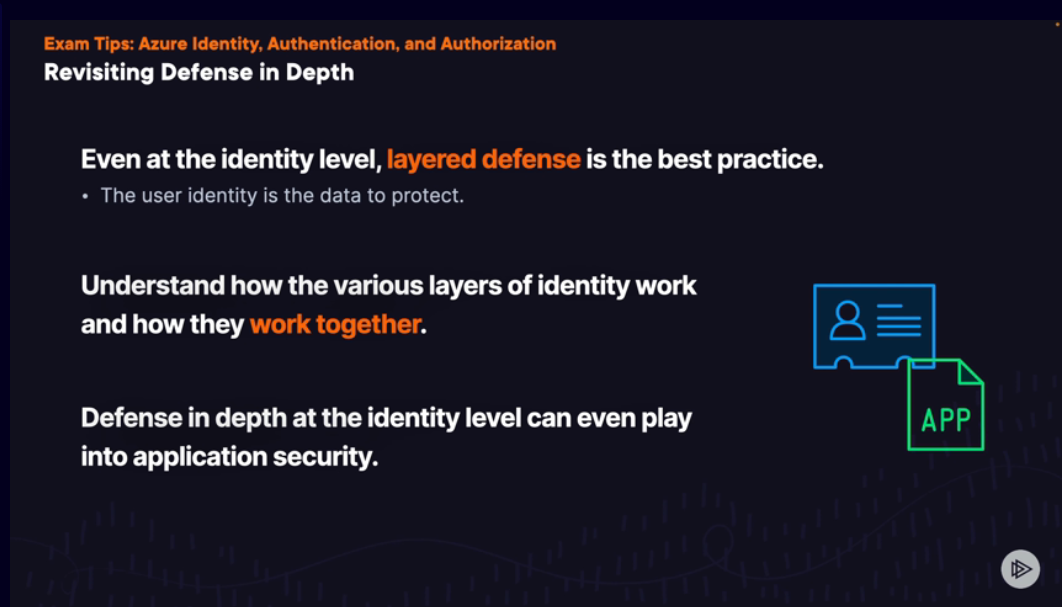 Exam Tips: Azure Identity, Authentication, and Authorization
Revisiting Defense in Depth
Even at the identity level, layered defense is the best practice.
• The user identity is the data to protect.
Understand how the various layers of identity work
and how they work together.
Defense in depth at the identity level can even play
into application security.
APP